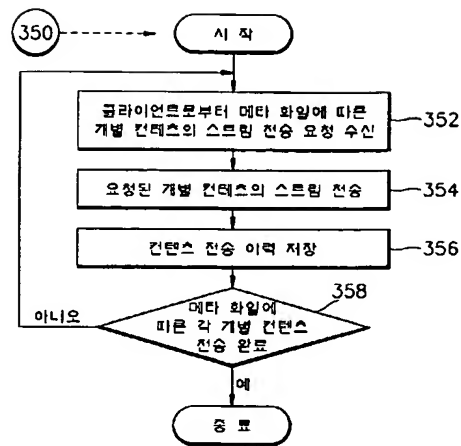 350
시 작
클라이언트로부터 메타 화일에 따른
개별 컨텐츠의 스트림 전송 요청 수신
352
요청된 개별 컨텐츠의 스트림 전송
354
컨텐츠 전송 이력 저장
356
358
아니오
메타 화일에
따른 각 개별 컨텐츠
전송 완료
예
종 료